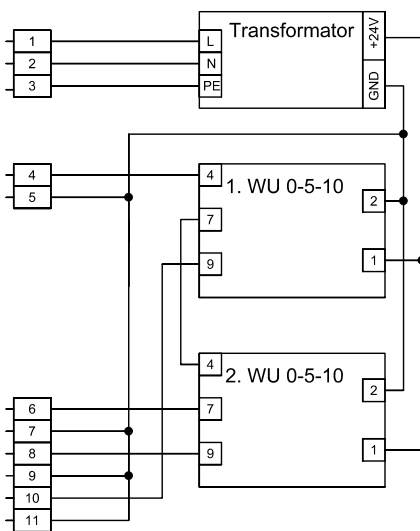 1 L Transformator +24V
2 N
3 PE GND
4 4 1. WU 0-5-10
5 7 2
9 1
4 2. WU 0-5-10
6 7 2
7
8 9 1
9
10
11